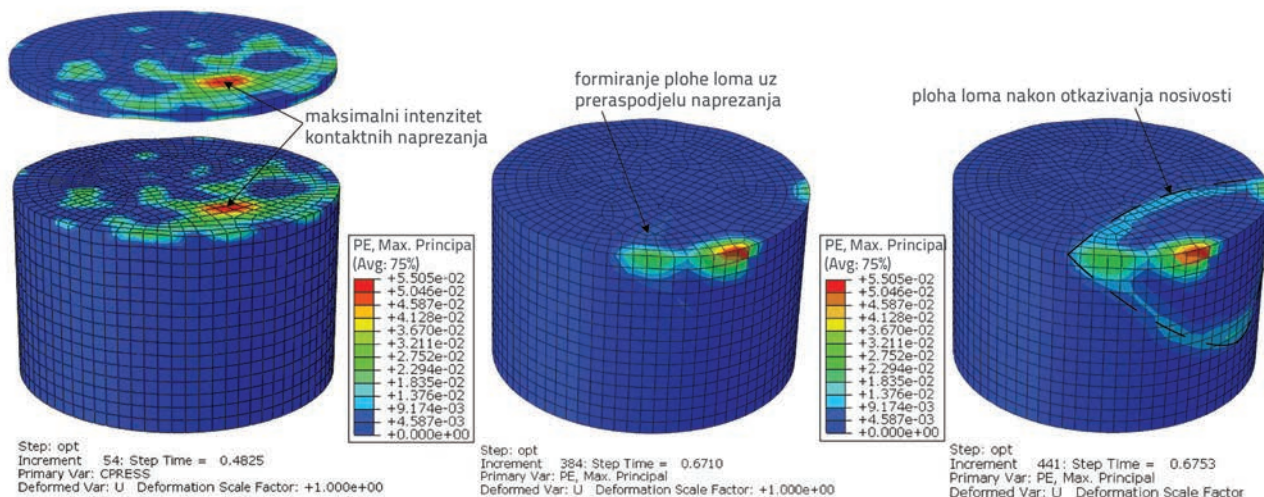 maksimalni intenzitet
kontaktnih naprezanja
Step: opt
Increment 54: Step Time = 0.4825
Primary Var: CPRESS
Deformed Var: U Deformation Scale Factor: +1.000e+00
formiranje plohe loma uz
preraspodjelu naprezanja
PE, Max. Principal
(Avg: 75%)
+5.505e-02
+5.046e-02
+4.587e-02
+4.128e-02
+3.670e-02
+3.211e-02
+2.752e-02
+2.294e-02
+1.835e-02
+1.376e-02
+9.174e-03
+4.587e-03
+0.000e+00
Step: opt
Increment 384: Step Time = 0.6710
Primary Var: PE, Max. Principal
Deformed Var: U Deformation Scale Factor: +1.000e+00
ploha loma nakon otkazivanja nosivosti
PE, Max. Principal
(Avg: 75%)
+5.505e-02
+5.046e-02
+4.587e-02
+4.128e-02
+3.670e-02
+3.211e-02
+2.752e-02
+2.294e-02
+1.835e-02
+1.376e-02
+9.174e-03
+4.587e-03
+0.000e+00
Step: opt
Increment 441: Step Time = 0.6753
Primary Var: PE, Max. Principal
Deformed Var: U Deformation Scale Factor